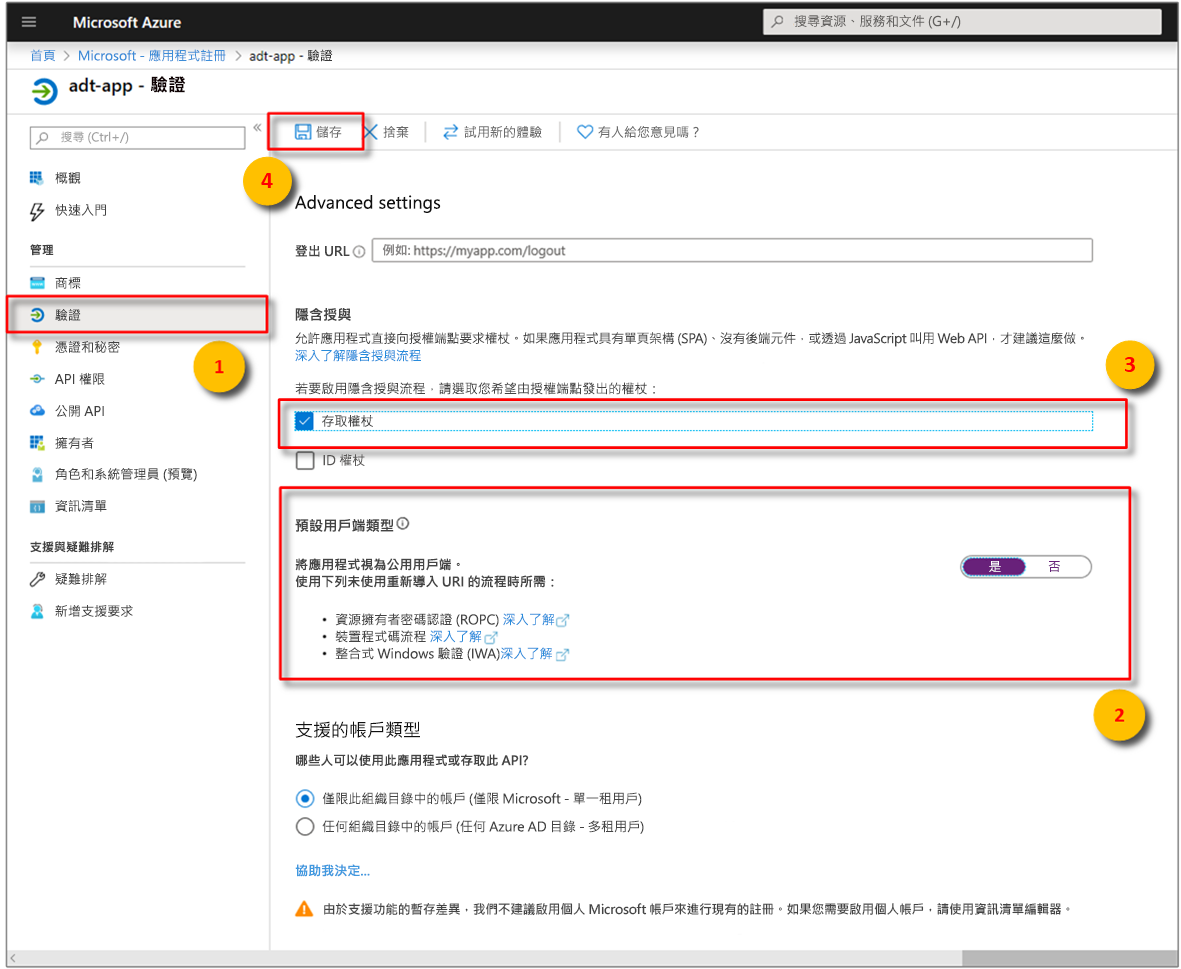 Microsoft Azure
搜尋資源、服務和文件 (G+/)
首頁 > Microsoft - 應用程式註冊 > adt-app - 驗證
adt-app - 驗證
搜尋 (Ctrl+/)
«
儲存
捨棄
試用新的體驗
有人給您意見嗎？
4
概觀
快速入門
管理
商標
驗證
憑證和秘密
API 權限
公開 API
擁有者
角色和系統管理員 (預覽)
資訊清單
支援與疑難排解
疑難排解
新增支援要求
1
Advanced settings
登出 URL
例如: https://myapp.com/logout
隱含授與
允許應用程式直接向授權端點要求權杖。如果應用程式具有單頁架構 (SPA)、沒有後端元件，或透過 JavaScript 叫用 Web API，才建議這麼做。
深入了解隱含授與流程
3
若要啟用隱含授與流程，請選取您希望由授權端點發出的權杖：
存取權杖
ID 權杖
預設用戶端類型
將應用程式視為公用用戶端。
是 否
使用下列未使用重新導入 URI 的流程時所需：
• 資源擁有者密碼認證 (ROPC) 深入了解
• 裝置程式碼流程 深入了解
• 整合式 Windows 驗證 (IWA)深入了解
2
支援的帳戶類型
哪些人可以使用此應用程式或存取此 API?
僅限此組織目錄中的帳戶 (僅限 Microsoft - 單一租用戶)
任何組織目錄中的帳戶 (任何 Azure AD 目錄 - 多租用戶)
協助我決定...
由於支援功能的暫存差異，我們不建議啟用個人 Microsoft 帳戶來進行現有的註冊。如果您需要啟用個人帳戶，請使用資訊清單編輯器。